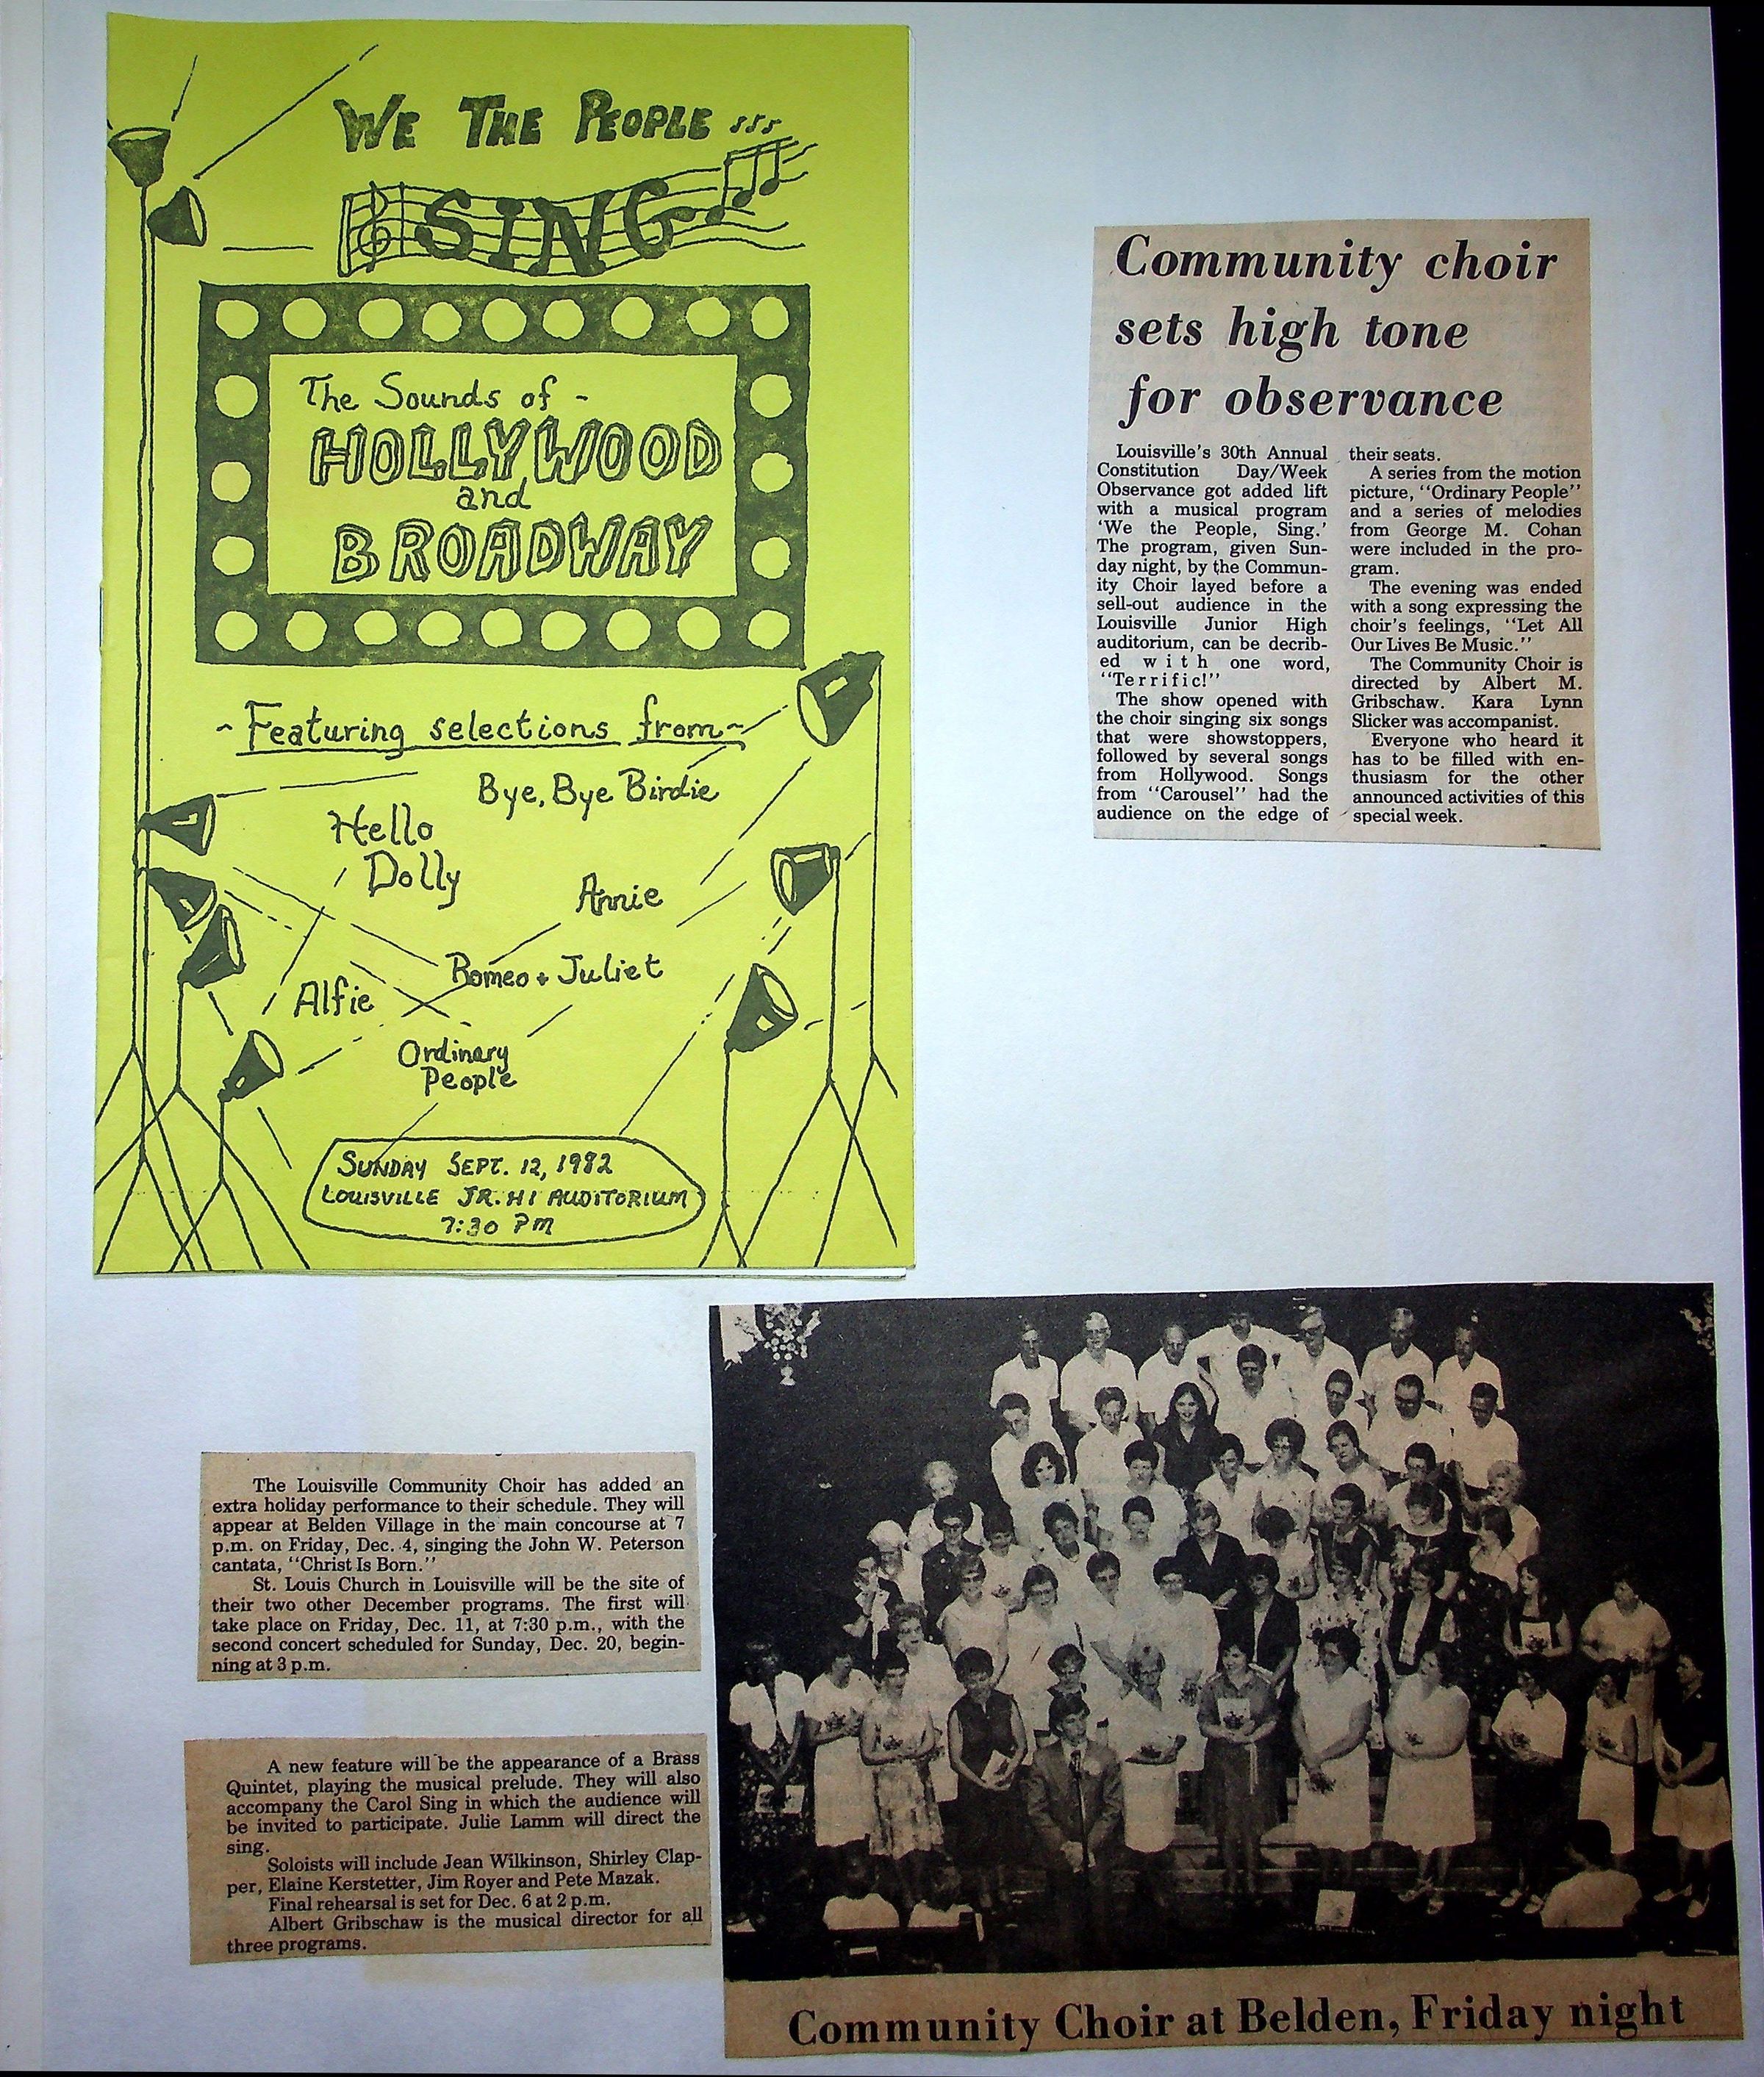 WE THE PEOPLE...
SING
The Sounds of -
HOLLYWOOD
and
BROADWAY
~ Featuring selections from ~
Bye, Bye Birdie
Hello
Dolly
Annie
Romeo + Juliet
Alfie
Ordinary
People
SUNDAY SEPT. 12, 1982
LOUISVILLE JR. HI AUDITORIUM
7:30 PM
Community choir
sets high tone
for observance
Louisville's 30th Annual
Constitution Day/Week
Observance got added lift
with a musical program
'We the People, Sing.'
The program, given Sun-
day night, by the Commun-
ity Choir layed before a
sell-out audience in the
Louisville Junior High
auditorium, can be decrib-
ed with one word,
"Terrific!"
The show opened with
the choir singing six songs
that were showstoppers,
followed by several songs
from Hollywood. Songs
from "Carousel" had the
audience on the edge of
their seats.
A series from the motion
picture, "Ordinary People"
and a series of melodies
from George M. Cohan
were included in the pro-
gram.
The evening was ended
with a song expressing the
choir's feelings, "Let All
Our Lives Be Music."
The Community Choir is
directed by Albert M.
Gribschaw. Kara Lynn
Slicker was accompanist.
Everyone who heard it
has to be filled with en-
thusiasm for the other
announced activities of this
special week.
The Louisville Community Choir has added an
extra holiday performance to their schedule. They will
appear at Belden Village in the main concourse at 7
p.m. on Friday, Dec. 4, singing the John W. Peterson
cantata, "Christ Is Born."
St. Louis Church in Louisville will be the site of
their two other December programs. The first will
take place on Friday, Dec. 11, at 7:30 p.m., with the
second concert scheduled for Sunday, Dec. 20, begin-
ning at 3 p.m.
A new feature will be the appearance of a Brass
Quintet, playing the musical prelude. They will also
accompany the Carol Sing in which the audience will
be invited to participate. Julie Lamm will direct the
sing.
Soloists will include Jean Wilkinson, Shirley Clap-
per, Elaine Kerstetter, Jim Royer and Pete Mazak.
Final rehearsal is set for Dec. 6 at 2 p.m.
Albert Gribschaw is the musical director for all
three programs.
Community Choir at Belden, Friday night